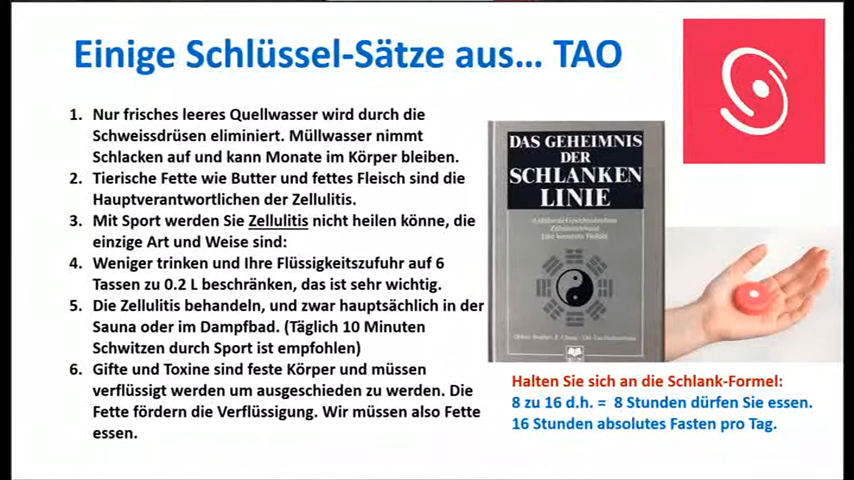 Einige Schlüssel-Sätze aus... TAO
1. Nur frisches leeres Quellwasser wird durch die
Schweissdrüsen eliminiert. Müllwasser nimmt
Schlacken auf und kann Monate im Körper bleiben.
2. Tierische Fette wie Butter und fettes Fleisch sind die
Hauptverantwortlichen der Zellulitis.
3. Mit Sport werden Sie Zellulitis nicht heilen könne, die
einzige Art und Weise sind:
4. Weniger trinken und Ihre Flüssigkeitszufuhr auf 6
Tassen zu 0.2 L beschränken, das ist sehr wichtig.
5. Die Zellulitis behandeln, und zwar hauptsächlich in der
Sauna oder im Dampfbad. (Täglich 10 Minuten
Schwitzen durch Sport ist empfohlen)
6. Gifte und Toxine sind feste Körper und müssen
verflüssigt werden um ausgeschieden zu werden. Die
Fette fördern die Verflüssigung. Wir müssen also Fette
essen.
DAS GEHEIMNIS
DER
SCHLANKEN
LINIE
Halten Sie sich an die Schlank-Formel:
8 zu 16 d.h. = 8 Stunden dürfen Sie essen.
16 Stunden absolutes Fasten pro Tag.